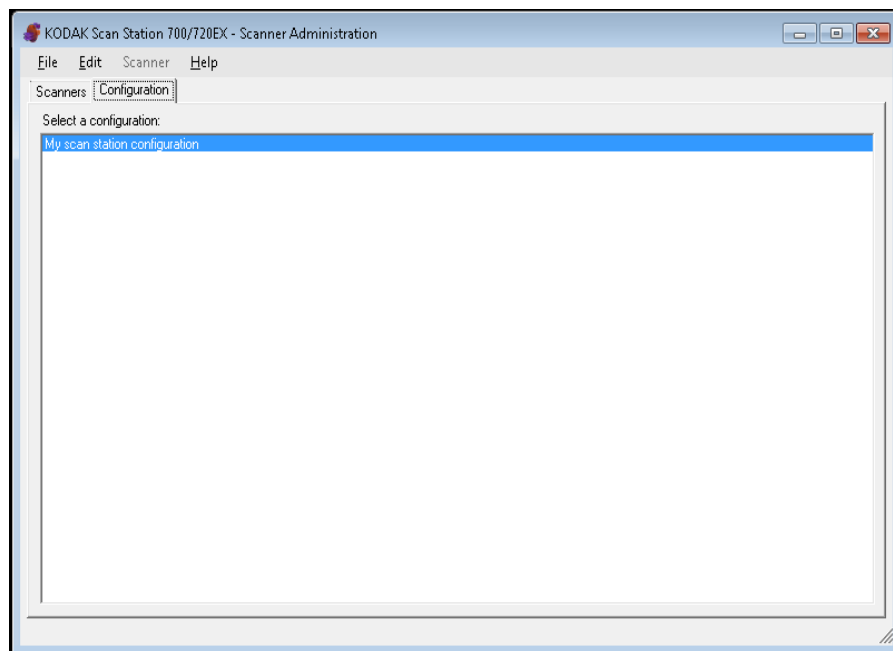 KODAK Scan Station 700/720EX - Scanner Administration
File Edit Scanner Help
Scanners Configuration
Select a configuration:
My scan station configuration